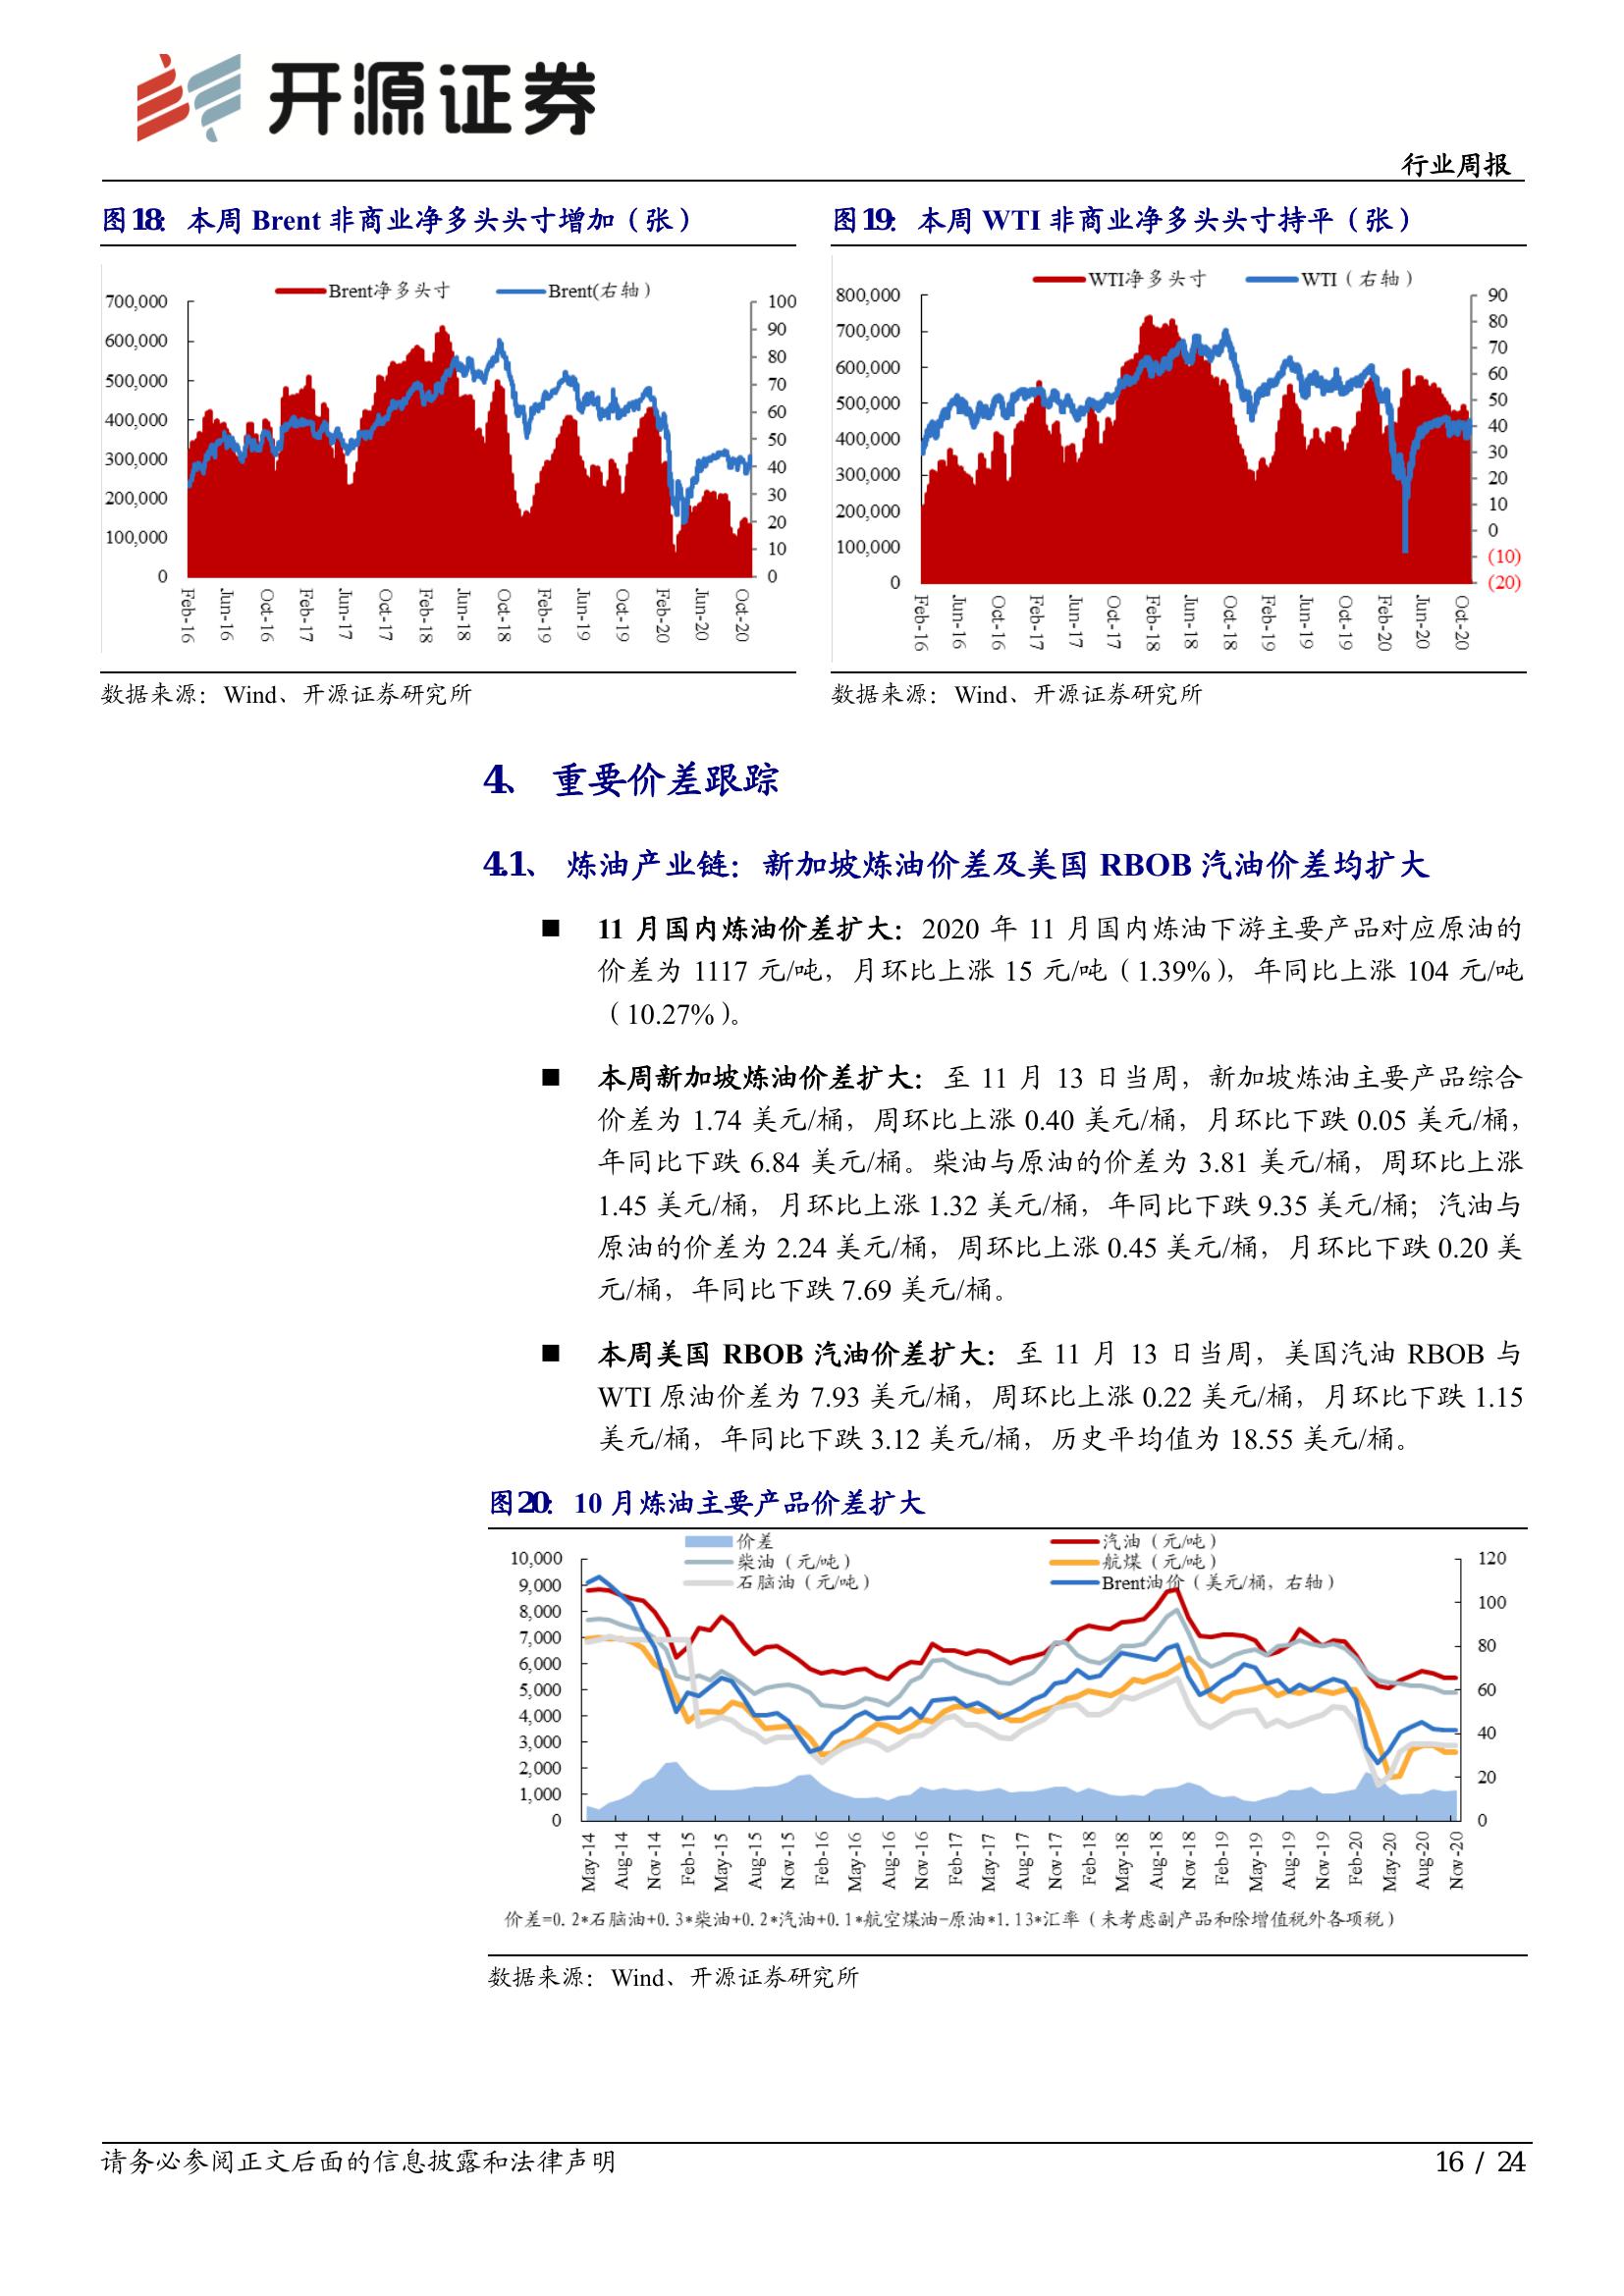 开源证券
行业周报
图18： 本周 Brent 非商业净多头头寸增加（张）
Brent净多头寸 Brent(右轴)
700,000
600,000
500,000
400,000
300,000
200,000
100,000
0
100
90
80
70
60
50
40
30
20
10
0
Feb-16 Jun-16 Oct-16 Feb-17 Jun-17 Oct-17 Feb-18 Jun-18 Oct-18 Feb-19 Jun-19 Oct-19 Feb-20 Jun-20 Oct-20
数据来源：Wind、开源证券研究所
图19： 本周 WTI 非商业净多头头寸持平（张）
WTI净多头寸 WTI（右轴）
800,000
700,000
600,000
500,000
400,000
300,000
200,000
100,000
0
90
80
70
60
50
40
30
20
10
0
(10)
(20)
Feb-16 Jun-16 Oct-16 Feb-17 Jun-17 Oct-17 Feb-18 Jun-18 Oct-18 Feb-19 Jun-19 Oct-19 Feb-20 Jun-20 Oct-20
数据来源：Wind、开源证券研究所
4、 重要价差跟踪
4.1、 炼油产业链：新加坡炼油价差及美国 RBOB 汽油价差均扩大
■ 11 月国内炼油价差扩大：2020 年 11 月国内炼油下游主要产品对应原油的
价差为 1117 元/吨，月环比上涨 15 元/吨（1.39%），年同比上涨 104 元/吨
（10.27%）。
■ 本周新加坡炼油价差扩大：至 11 月 13 日当周，新加坡炼油主要产品综合
价差为 1.74 美元/桶，周环比上涨 0.40 美元/桶，月环比下跌 0.05 美元/桶，
年同比下跌 6.84 美元/桶。柴油与原油的价差为 3.81 美元/桶，周环比上涨
1.45 美元/桶，月环比上涨 1.32 美元/桶，年同比下跌 9.35 美元/桶；汽油与
原油的价差为 2.24 美元/桶，周环比上涨 0.45 美元/桶，月环比下跌 0.20 美
元/桶，年同比下跌 7.69 美元/桶。
■ 本周美国 RBOB 汽油价差扩大：至 11 月 13 日当周，美国汽油 RBOB 与
WTI 原油价差为 7.93 美元/桶，周环比上涨 0.22 美元/桶，月环比下跌 1.15
美元/桶，年同比下跌 3.12 美元/桶，历史平均值为 18.55 美元/桶。
图20： 10 月炼油主要产品价差扩大
价差 汽油（元/吨）
柴油（元/吨） 航煤（元/吨）
石脑油（元/吨） Brent油价（美元/桶，右轴）
10,000
9,000
8,000
7,000
6,000
5,000
4,000
3,000
2,000
1,000
0
120
100
80
60
40
20
0
May-14 Aug-14 Nov-14 Feb-15 May-15 Aug-15 Nov-15 Feb-16 May-16 Aug-16 Nov-16 Feb-17 May-17 Aug-17 Nov-17 Feb-18 May-18 Aug-18 Nov-18 Feb-19 May-19 Aug-19 Nov-19 Feb-20 May-20 Aug-20 Nov-20
价差=0.2*石脑油+0.3*柴油+0.2*汽油+0.1*航空煤油-原油*1.13*汇率（未考虑副产品和除增值税外各项税）
数据来源：Wind、开源证券研究所
请务必参阅正文后面的信息披露和法律声明
16 / 24